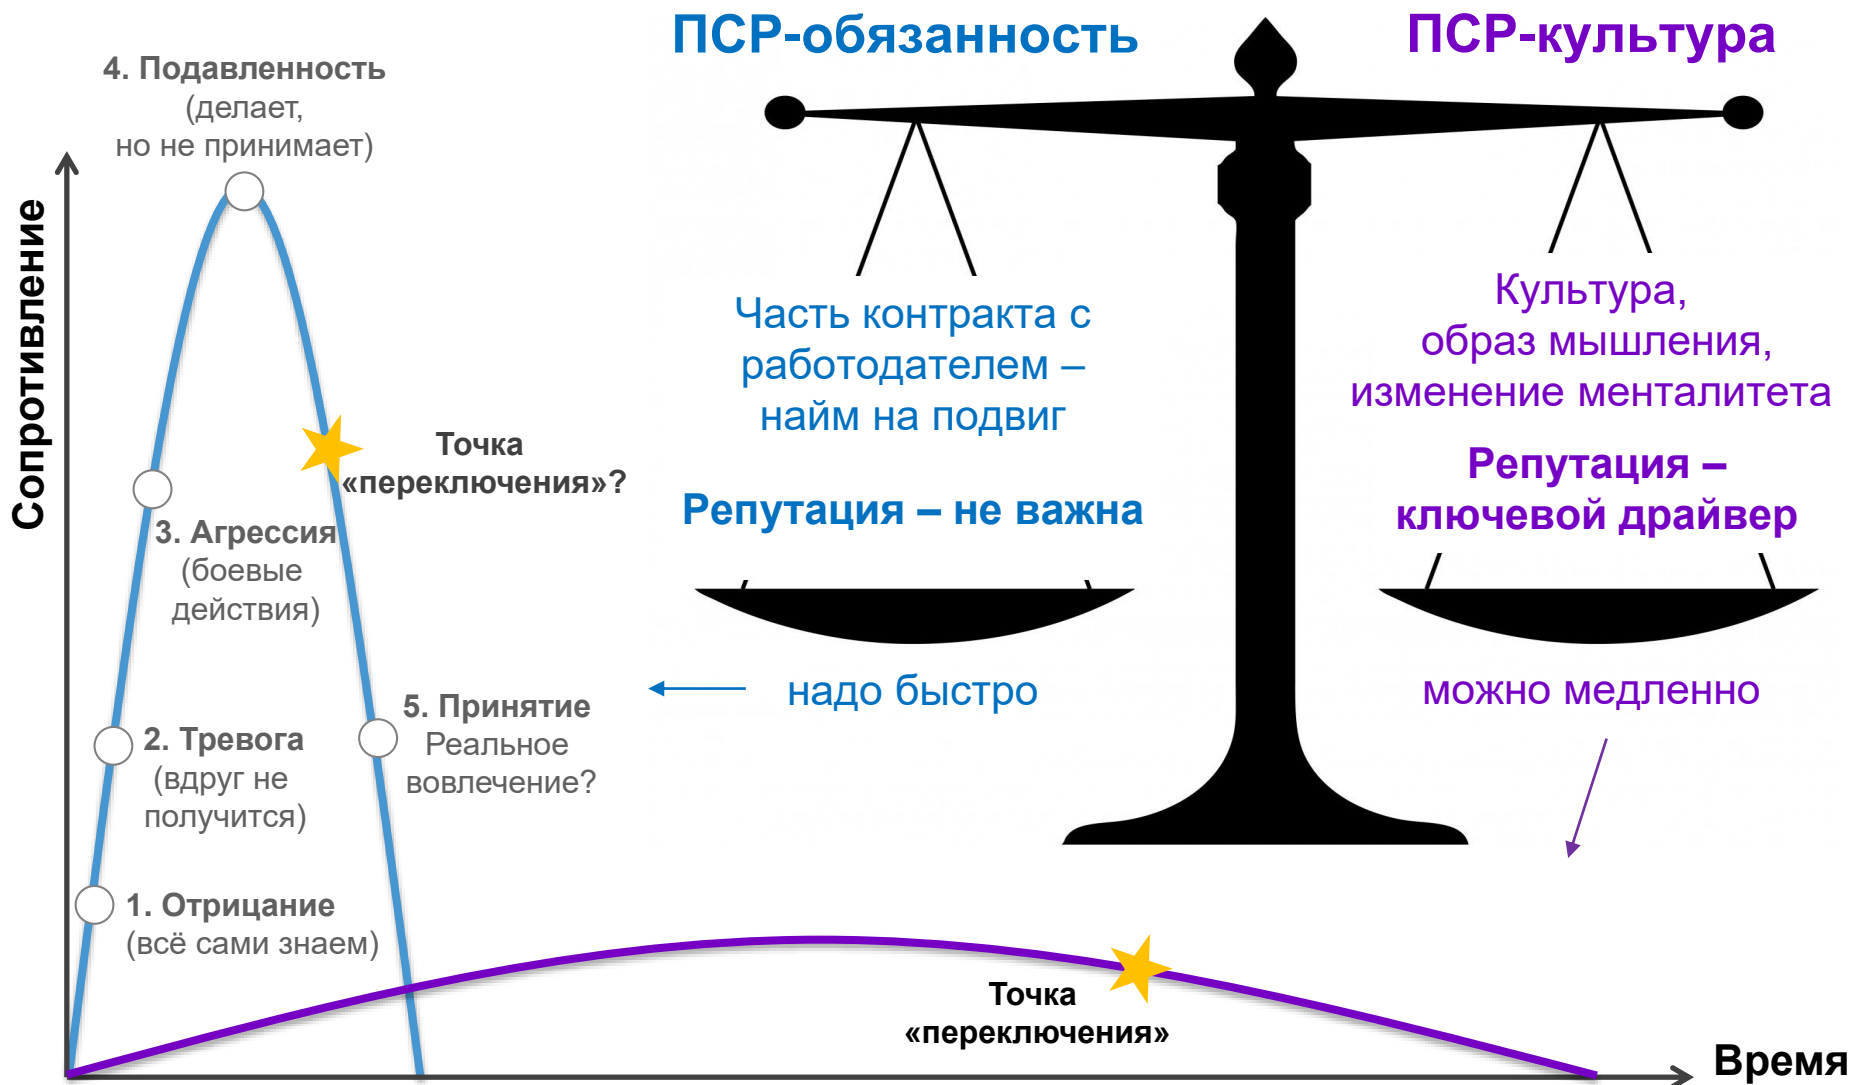 ПСР-обязанность
ПСР-культура
4. Подавленность
(делает,
но не принимает)
Сопротивление
Часть контракта с
работодателем –
найм на подвиг
Репутация – не важна
Культура,
образ мышления,
изменение менталитета
Репутация –
ключевой драйвер
Точка
«переключения»?
3. Агрессия
(боевые
действия)
надо быстро
можно медленно
5. Принятие
Реальное
вовлечение?
2. Тревога
(вдруг не
получится)
1. Отрицание
(всё сами знаем)
Точка
«переключения»
Время